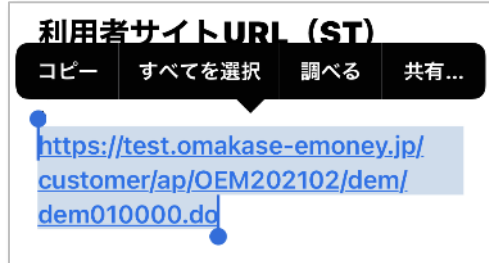 利用者サイトURL（ST）
コピー すべてを選択 調べる 共有...
https://test.omakase-emoney.jp/
customer/ap/OEM202102/dem/
dem010000.do